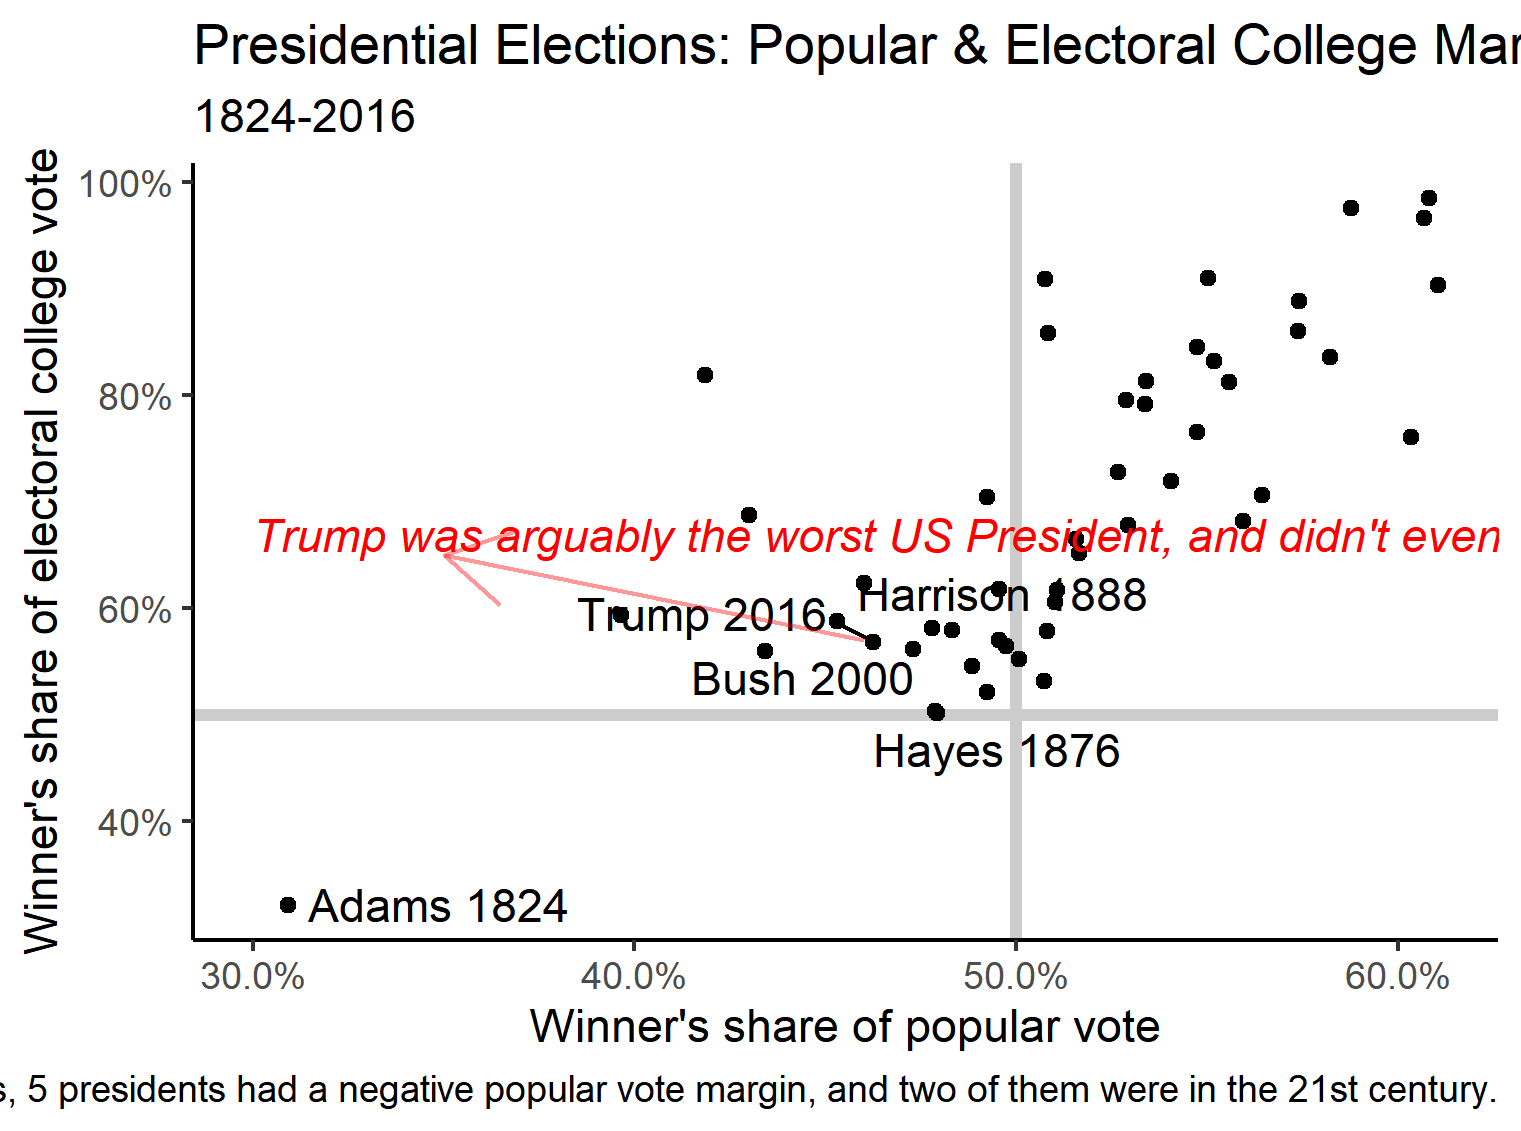 Presidential Elections: Popular & Electoral College Mar
1824-2016
Winner's share of electoral college vote
100%
80%
60%
40%
Trump was arguably the worst US President, and didn't even
Harrison 1888
Trump 2016
Bush 2000
Hayes 1876
Adams 1824
30.0% 40.0% 50.0% 60.0%
Winner's share of popular vote
s, 5 presidents had a negative popular vote margin, and two of them were in the 21st century.